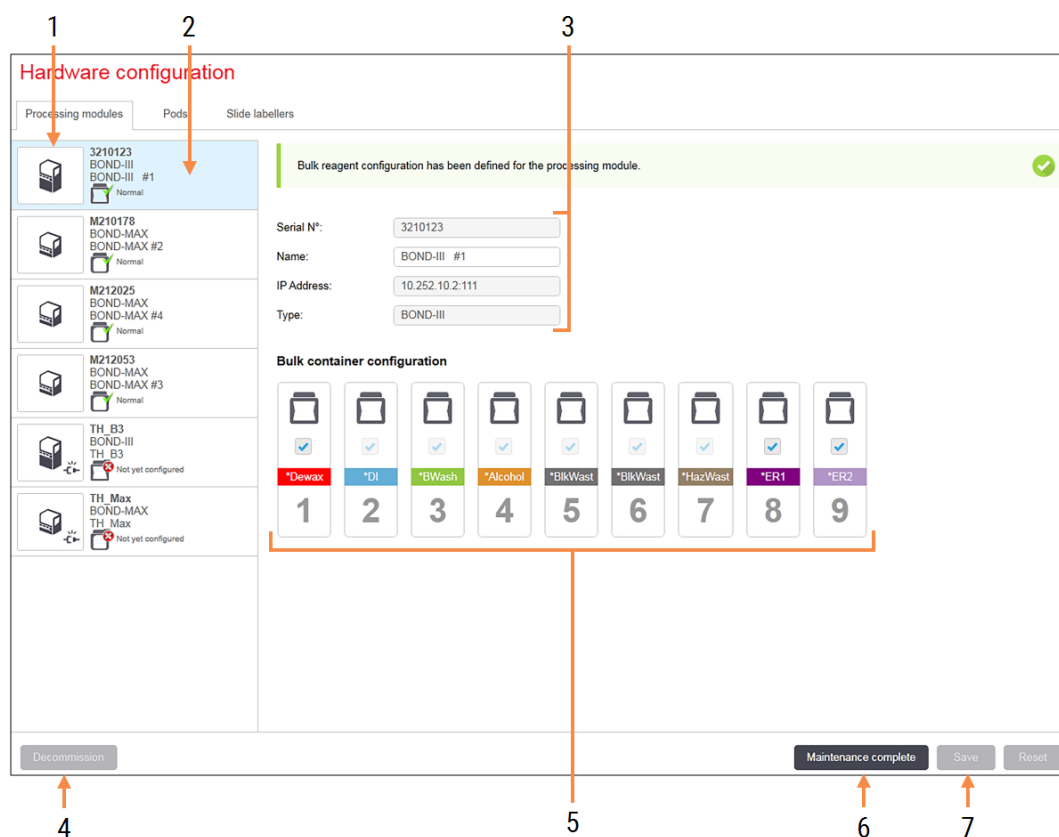 1 2 3
Hardware configuration
Processing modules Pods Slide labellers
3210123
BOND-III
BOND-III #1
Normal
M210178
BOND-MAX
BOND-MAX #2
Normal
M212025
BOND-MAX
BOND-MAX #4
Normal
M212053
BOND-MAX
BOND-MAX #3
Normal
TH_B3
BOND-III
TH_B3
Not yet configured
TH_Max
BOND-MAX
TH_Max
Not yet configured
Bulk reagent configuration has been defined for the processing module.
Serial N°: 3210123
Name: BOND-III #1
IP Address: 10.252.10.2:111
Type: BOND-III
Bulk container configuration
*Dewax *DI *BWash *Alcohol *BlkWast *BlkWast *HazWast *ER1 *ER2
1 2 3 4 5 6 7 8 9
Decommission Maintenance complete Save Reset
4 5 6 7